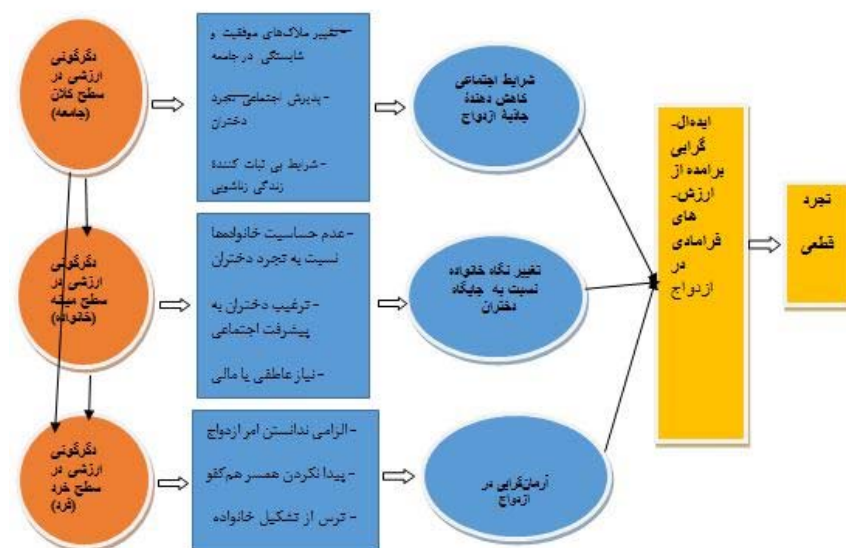 دگرگونی
ارزشی در
سطح کلان
(جامعه)
-تغییر ملاک‌های موفقیت و
شایستگی در جامعه
-پذیرش اجتماعی تجرد
دختران
-شرایط بی ثبات کنندۀ
زندگی زناشویی
شرایط اجتماعی
کاهش دهندۀ
جاذبۀ ازدواج
دگرگونی
ارزشی در
سطح میانه
(خانواده)
-عدم حساسیت خانواده‌ها
نسبت به تجرد دختران
-ترغیب دختران به
پیشرفت اجتماعی
-نیاز عاطفی یا مالی
تغییر نگاه خانواده
نسبت به جایگاه
دختران
دگرگونی
ارزشی در
سطح خرد
(فرد)
-الزامی ندانستن امر ازدواج
-پیدا نکردن همسر هم‌کفو
-ترس از تشکیل خانواده
آرمان‌گرایی در
ازدواج
ایده‌ال-
گرایی
برامده از
ارزش-
های
فرامادی
در
ازدواج
تجرد
قطعی